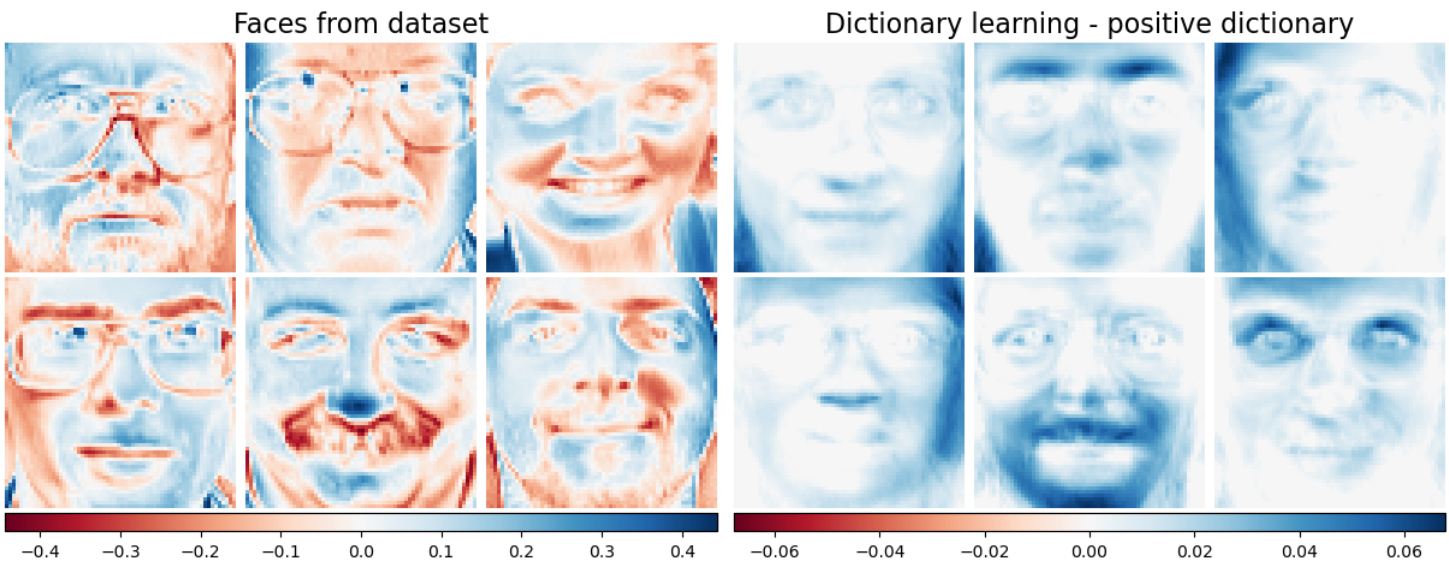 Faces from dataset
Dictionary learning - positive dictionary
−0.4 −0.3 −0.2 −0.1 0.0 0.1 0.2 0.3 0.4
−0.06 −0.04 −0.02 0.00 0.02 0.04 0.06